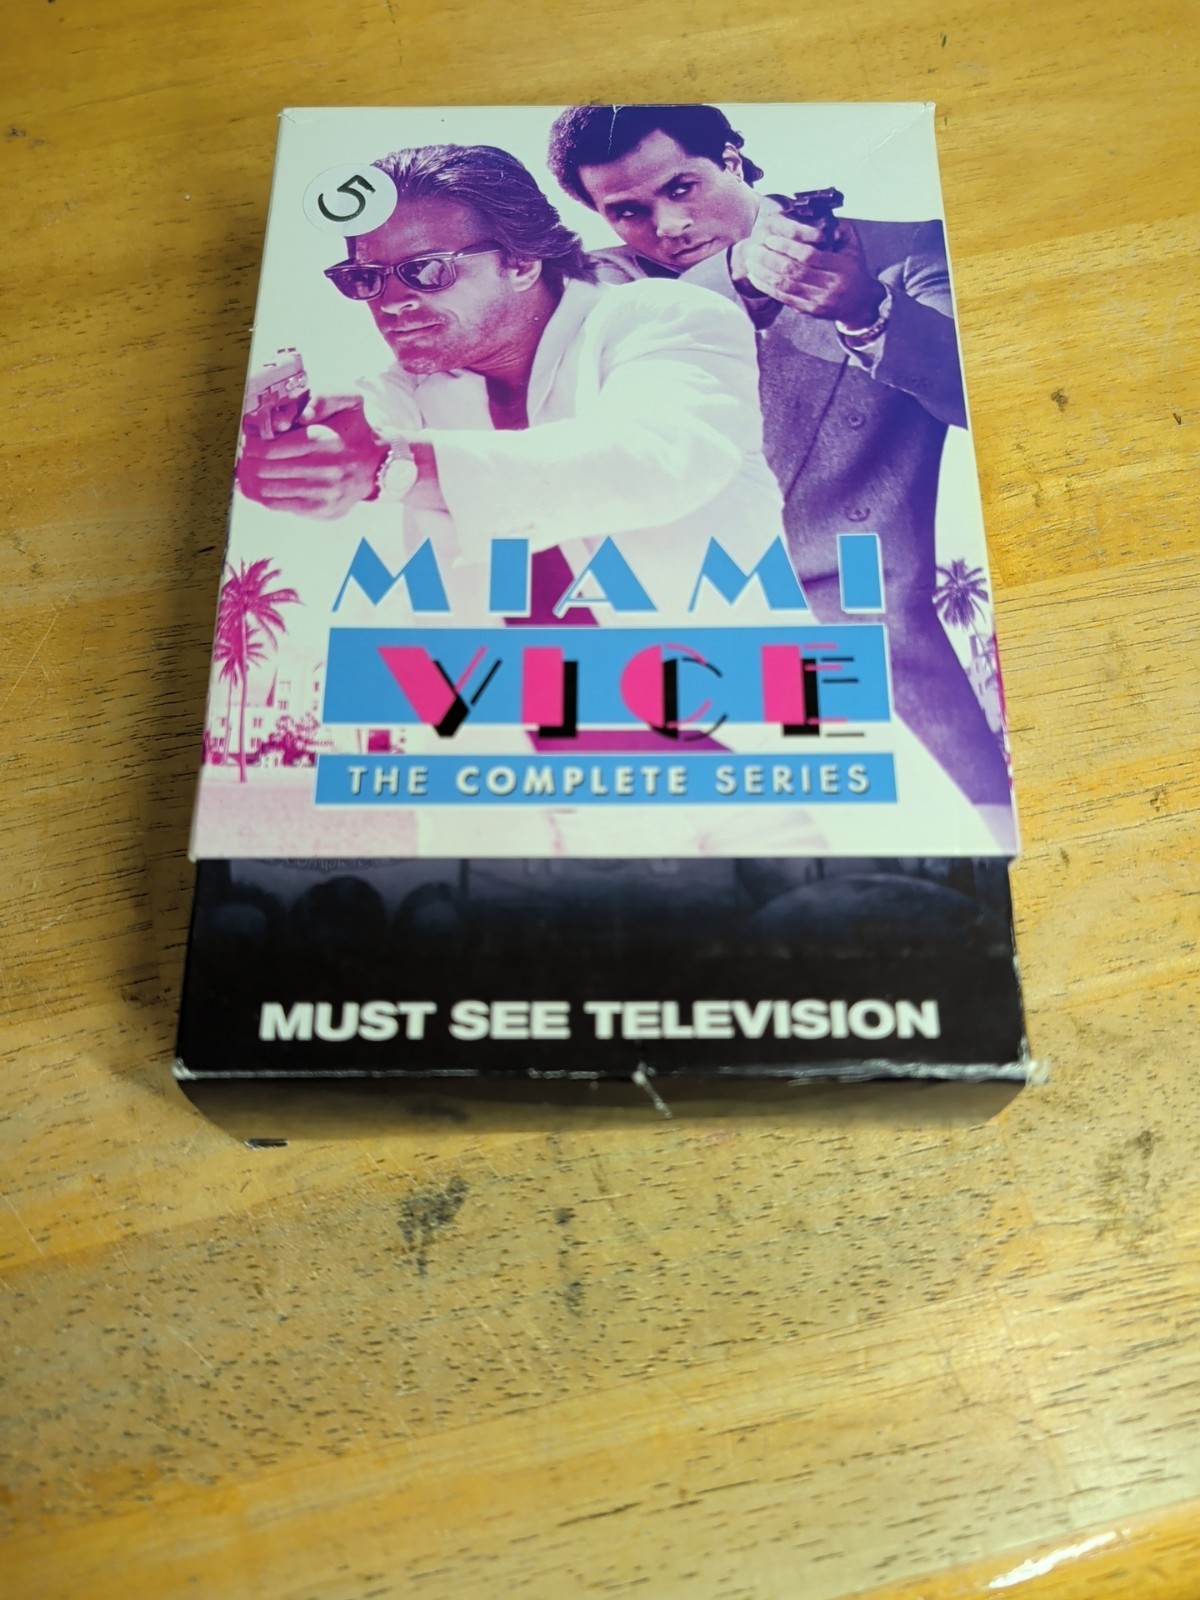 5
MIAMI
VICE
THE COMPLETE SERIES
MUST SEE TELEVISION